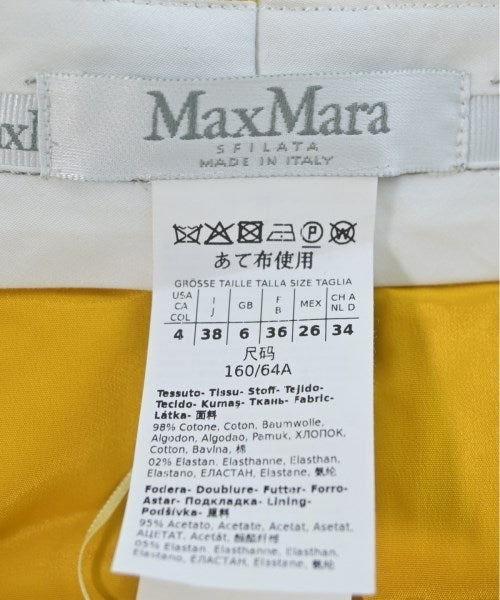 MaxMara
SFILATA
MADE IN ITALY
P W
あて布使用
GRÖSSE TAILLE TALLA SIZE TAGLIA
USA CA COL I J GB F B MEX CH A NL D
4 38 6 36 26 34
尺码
160/64A
Tessuto- Tissu- Stoff- Tejido-
Tecido- Kumaş- Ткань- Fabric-
Látka- 面料
98% Cotone, Coton, Baumwolle,
Algodon, Algodao, Pamuk, ХЛОПОК,
Cotton, Bavlna, 棉
02% Elastan, Elasthanne, Elasthan,
Elastano, ЕЛАСТАН, Elastane, 氨纶
Fodera- Doublure- Futter- Forro-
Astar- Подкладка- Lining-
Podšívka- 里料
95% Acetato, Acetate, Acetat, Asetat,
АЦЕТАТ, Acetát, 醋酯纤维
05% Elastan, Elasthanne, Elasthan,
Elastano, ЕЛАСТАН, Elastane, 氨纶